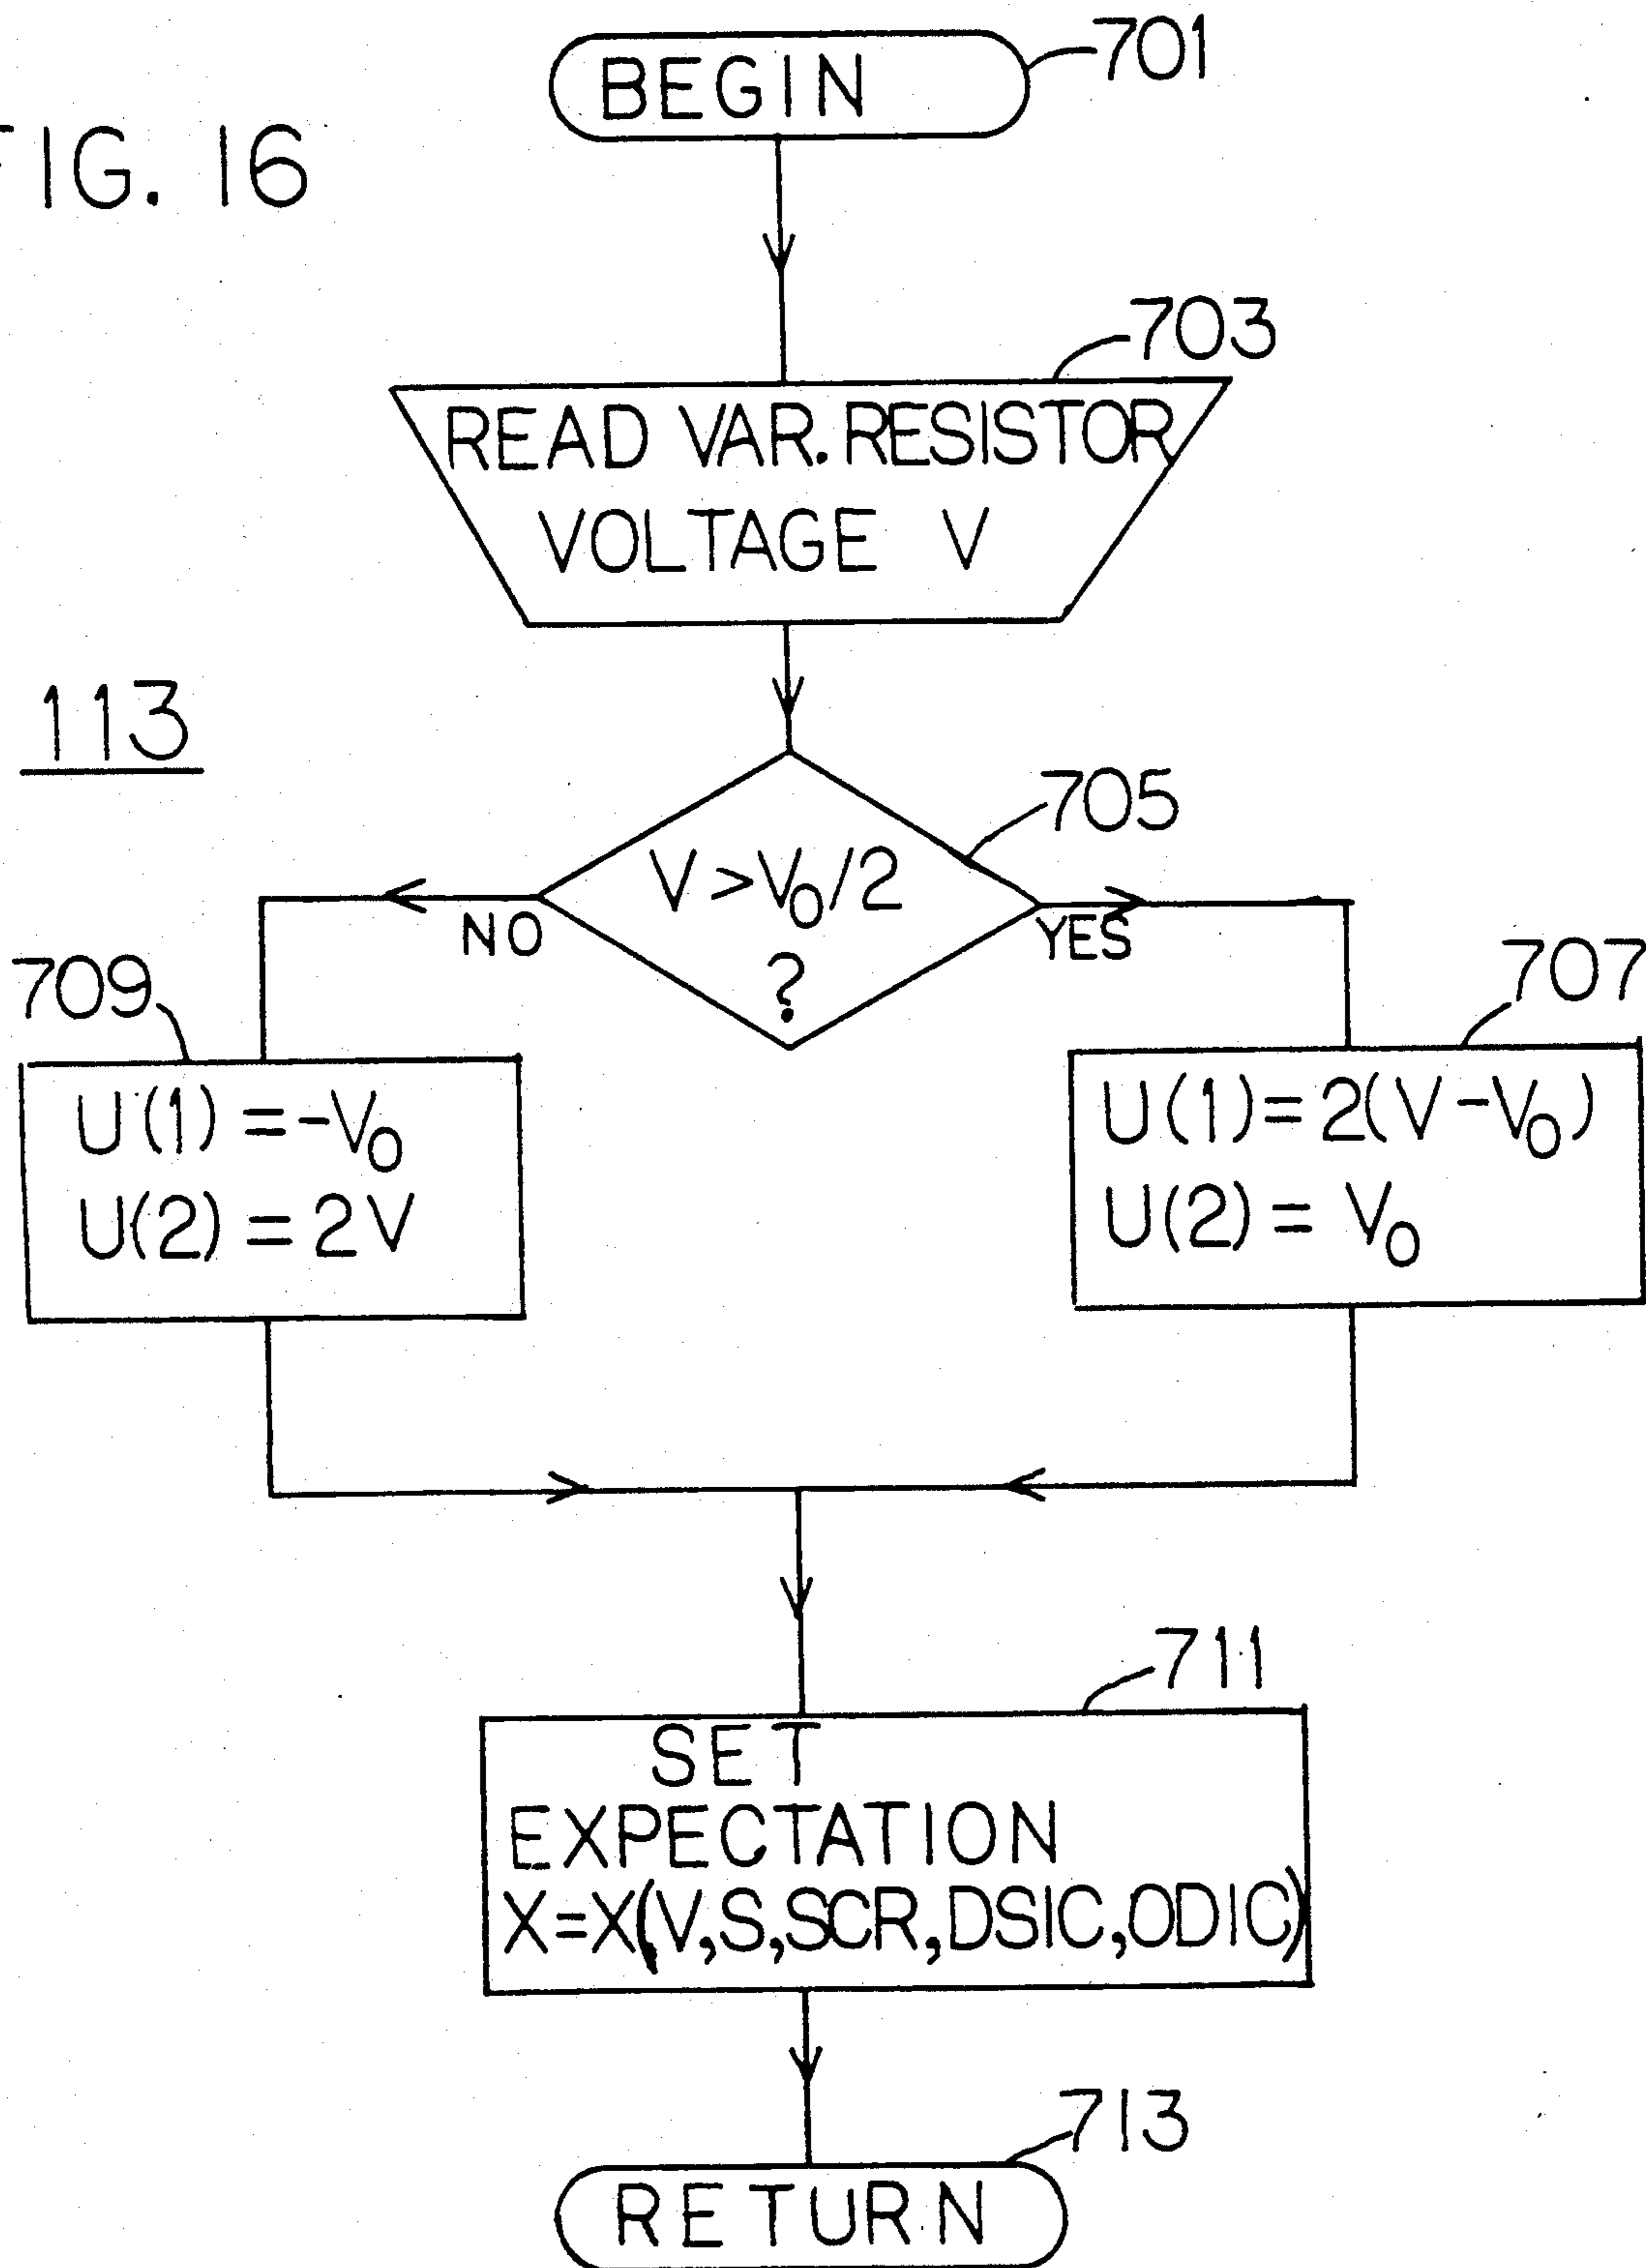 BEGIN
701
FIG. 16
703
READ VAR. RESISTOR
VOLTAGE V
113
705
V > V₀/2
?
NO
YES
709
707
U(1) = -V₀
U(2) = 2V
U(1) = 2(V - V₀)
U(2) = V₀
711
SET
EXPECTATION
X=X(V,S,SCR,DSIC,ODIC)
713
RETURN